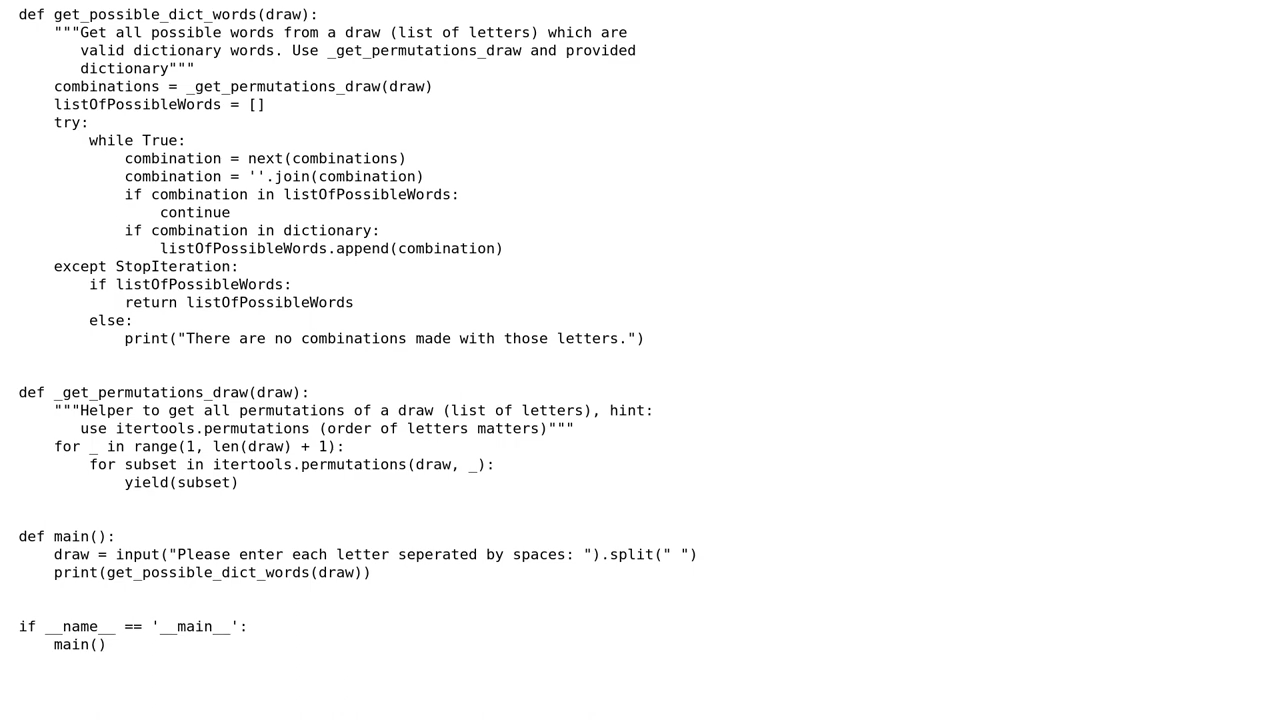 def get_possible_dict_words(draw):
    """Get all possible words from a draw (list of letters) which are
       valid dictionary words. Use _get_permutations_draw and provided
       dictionary"""
    combinations = _get_permutations_draw(draw)
    listOfPossibleWords = []
    try:
        while True:
            combination = next(combinations)
            combination = ''.join(combination)
            if combination in listOfPossibleWords:
                continue
            if combination in dictionary:
                listOfPossibleWords.append(combination)
    except StopIteration:
        if listOfPossibleWords:
            return listOfPossibleWords
        else:
            print("There are no combinations made with those letters.")


def _get_permutations_draw(draw):
    """Helper to get all permutations of a draw (list of letters), hint:
       use itertools.permutations (order of letters matters)"""
    for _ in range(1, len(draw) + 1):
        for subset in itertools.permutations(draw, _):
            yield(subset)


def main():
    draw = input("Please enter each letter seperated by spaces: ").split(" ")
    print(get_possible_dict_words(draw))


if __name__ == '__main__':
    main()